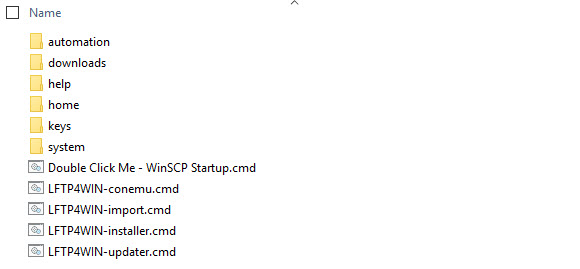 Name
automation
downloads
help
home
keys
system
Double Click Me - WinSCP Startup.cmd
LFTP4WIN-conemu.cmd
LFTP4WIN-import.cmd
LFTP4WIN-installer.cmd
LFTP4WIN-updater.cmd